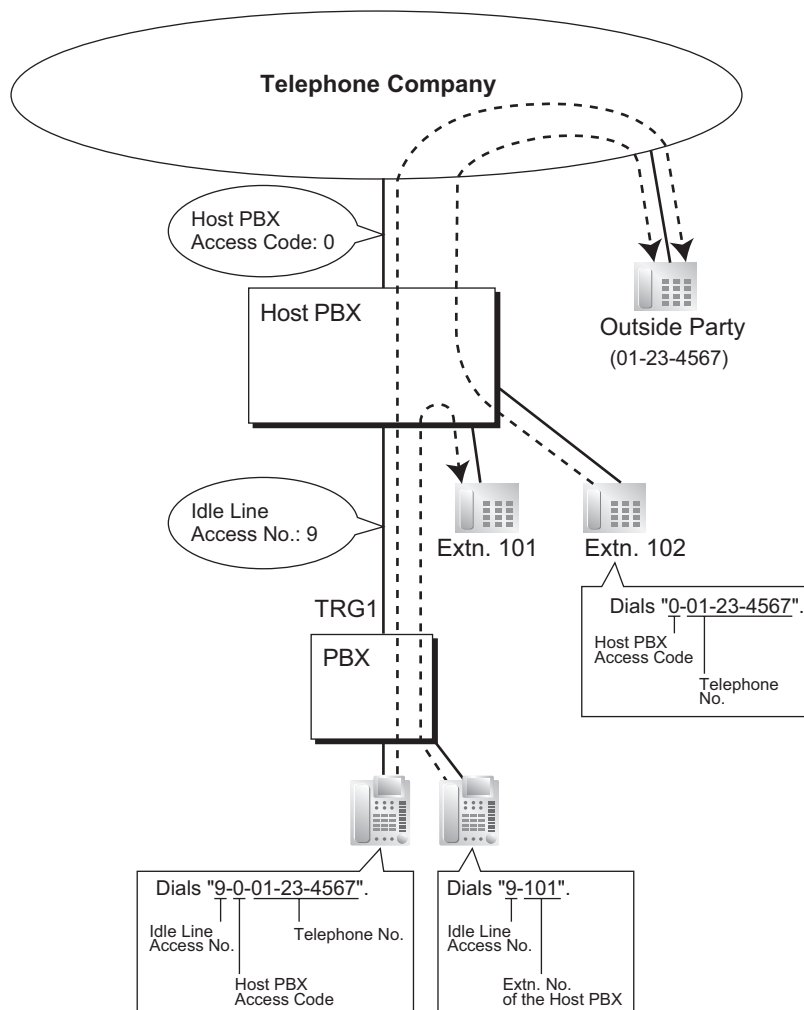 Telephone Company
Host PBX
Access Code: 0
Host PBX
Outside Party
(01-23-4567)
Idle Line
Access No.: 9
Extn. 101
Extn. 102
TRG1
PBX
Dials "0-01-23-4567".
Host PBX
Access Code
Telephone
No.
Dials "9-0-01-23-4567".
Idle Line
Access No.
Telephone No.
Host PBX
Access Code
Dials "9-101".
Idle Line
Access No.
Extn. No.
of the Host PBX